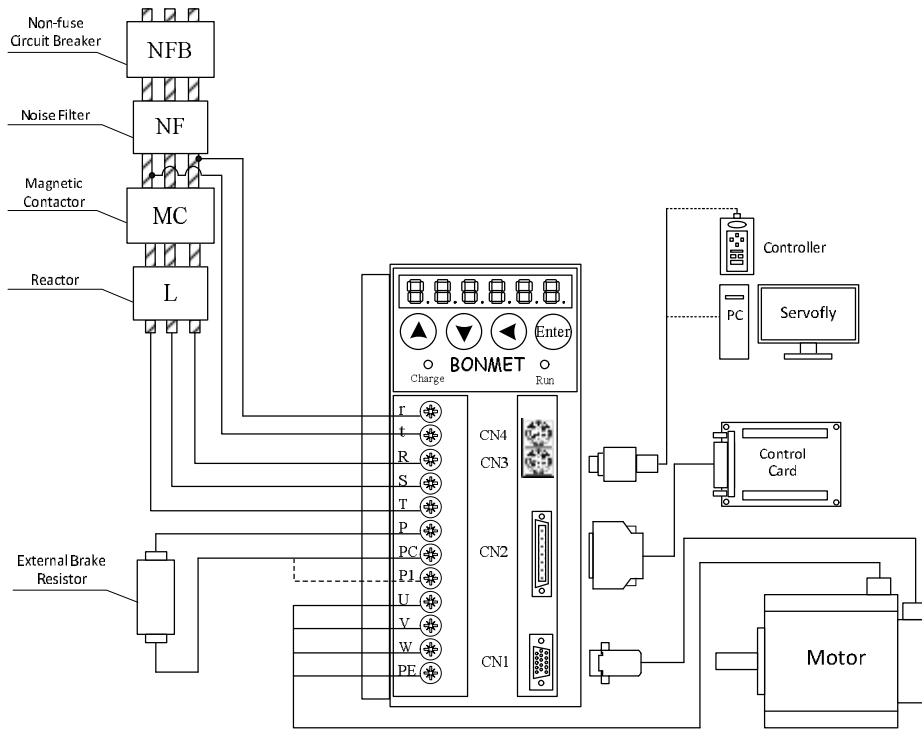 Non-fuse
Circuit Breaker
NFB
Noise Filter
NF
Magnetic
Contactor
MC
Reactor
L
External Brake
Resistor
8.8.8.8.8.8.
Enter
Charge
BONMET
Run
r
t
R
S
T
P
PC
P1
U
V
W
PE
CN4
CN3
CN2
CN1
Controller
PC
Servofly
Control
Card
Motor